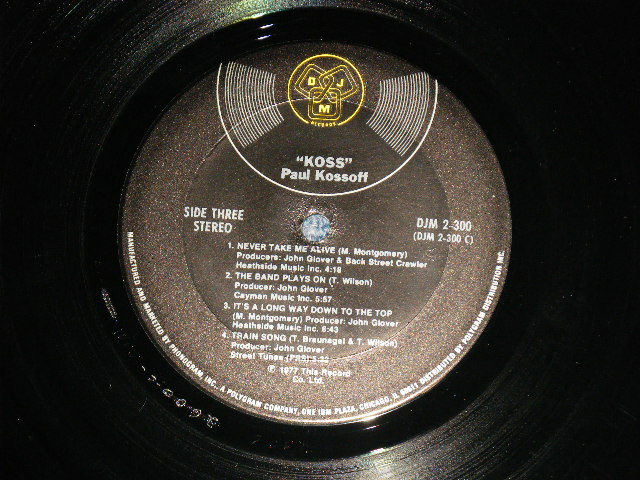 D J M
RECORDS
"KOSS"
Paul Kossoff
SIDE THREE
STEREO
DJM 2-300
(DJM 2-300 C)
1. NEVER TAKE ME ALIVE (M. Montgomery)
Producers: John Glover & Back Street Crawler
Heathside Music Inc. 4:18
2. THE BAND PLAYS ON (T. Wilson)
Producer: John Glover
Cayman Music Inc. 5:57
3. IT'S A LONG WAY DOWN TO THE TOP
(M. Montgomery) Producer: John Glover
Heathside Music Inc. 6:43
4. TRAIN SONG (T. Braunagel & T. Wilson)
Producer: John Glover
Street Tunes (PRS)
Ⓟ 1977 This Record
Co. Ltd.
MANUFACTURED AND MARKETED BY PHONOGRAM INC., A POLYGRAM COMPANY, ONE IBM PLAZA, CHICAGO, IL 60611 DISTRIBUTED BY POLYGRAM DISTRIBUTION INC.